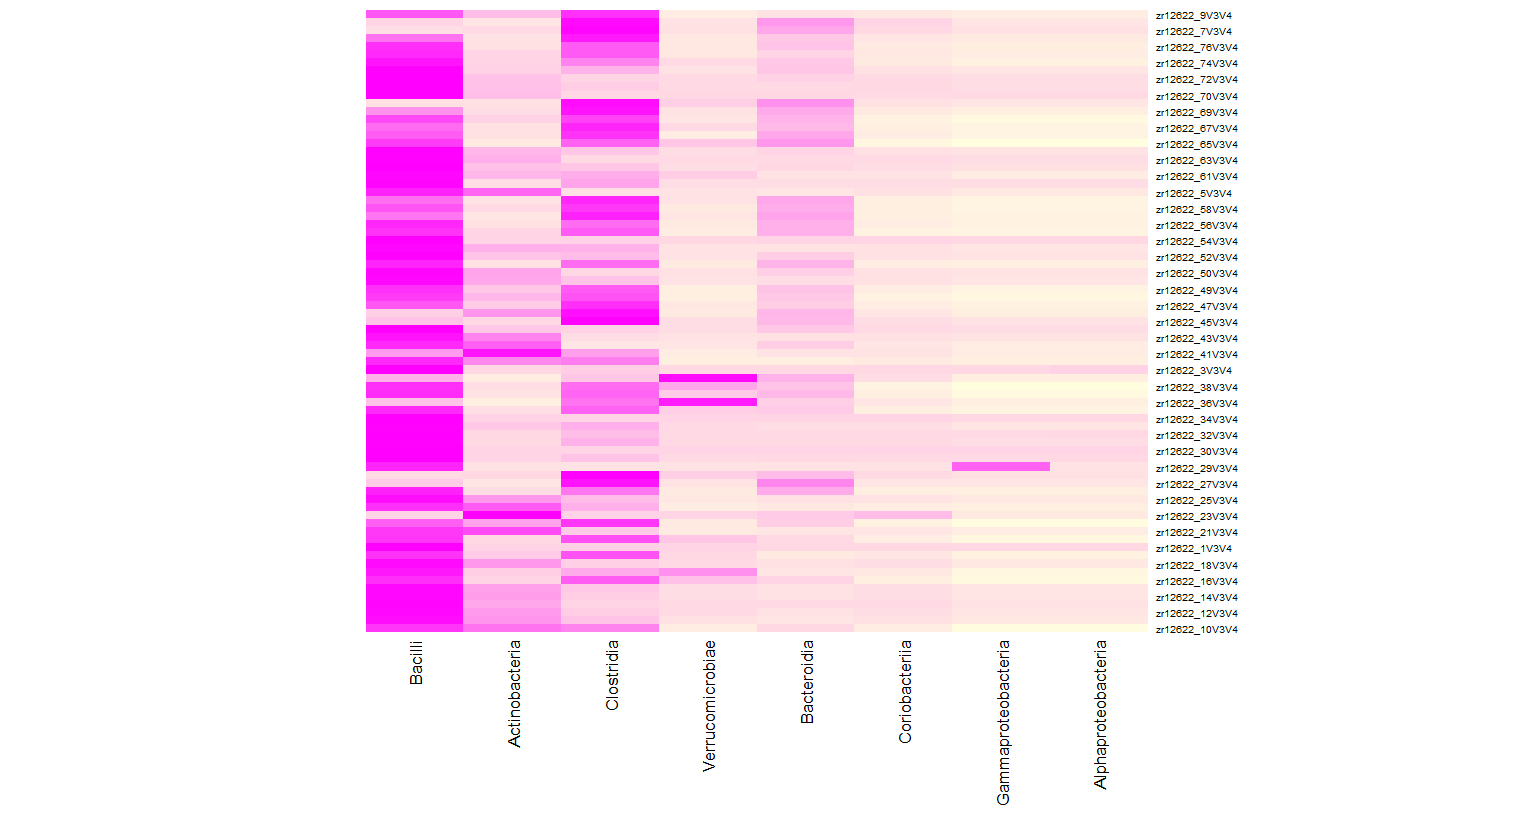 zr12622_9V3V4
zr12622_7V3V4
zr12622_76V3V4
zr12622_74V3V4
zr12622_72V3V4
zr12622_70V3V4
zr12622_69V3V4
zr12622_67V3V4
zr12622_65V3V4
zr12622_63V3V4
zr12622_61V3V4
zr12622_5V3V4
zr12622_58V3V4
zr12622_56V3V4
zr12622_54V3V4
zr12622_52V3V4
zr12622_50V3V4
zr12622_49V3V4
zr12622_47V3V4
zr12622_45V3V4
zr12622_43V3V4
zr12622_41V3V4
zr12622_3V3V4
zr12622_38V3V4
zr12622_36V3V4
zr12622_34V3V4
zr12622_32V3V4
zr12622_30V3V4
zr12622_29V3V4
zr12622_27V3V4
zr12622_25V3V4
zr12622_23V3V4
zr12622_21V3V4
zr12622_1V3V4
zr12622_18V3V4
zr12622_16V3V4
zr12622_14V3V4
zr12622_12V3V4
zr12622_10V3V4
Bacilli
Actinobacteria
Clostridia
Verrucomicrobiae
Bacteroidia
Coriobacteriia
Gammaproteobacteria
Alphaproteobacteria